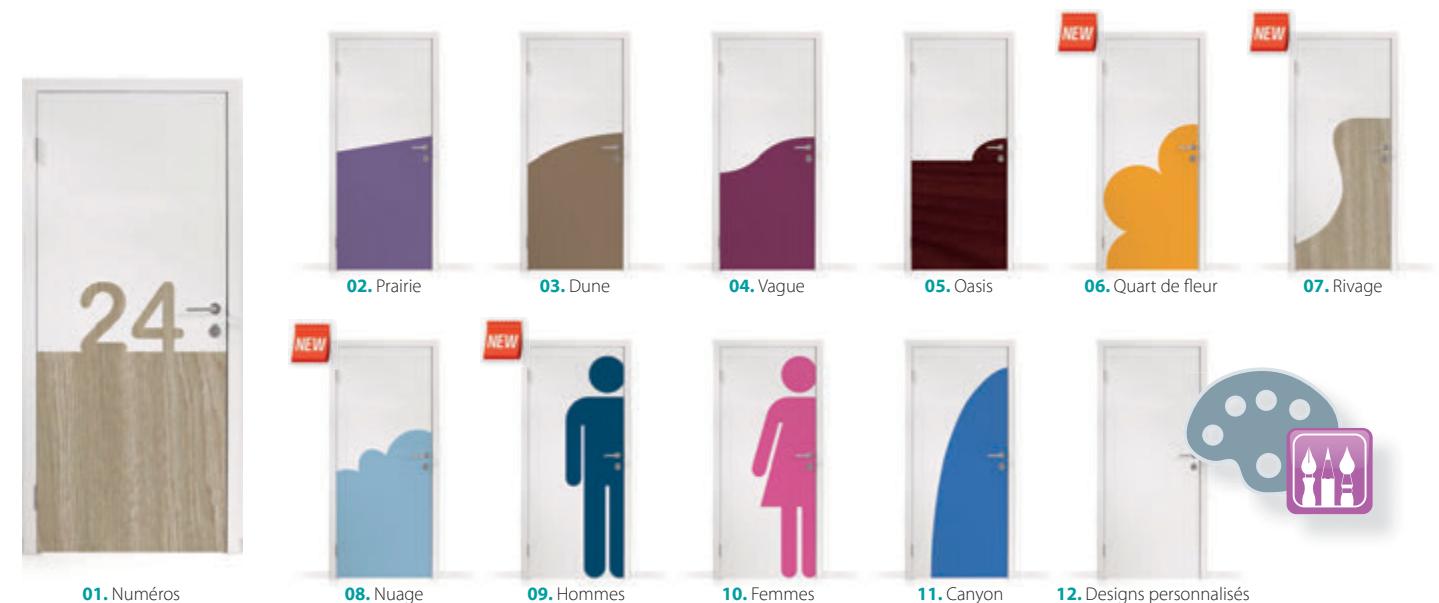 NEW
NEW
24
02. Prairie
03. Dune
04. Vague
05. Oasis
06. Quart de fleur
07. Rivage
NEW
NEW
01. Numéros
08. Nuage
09. Hommes
10. Femmes
11. Canyon
12. Designs personnalisés